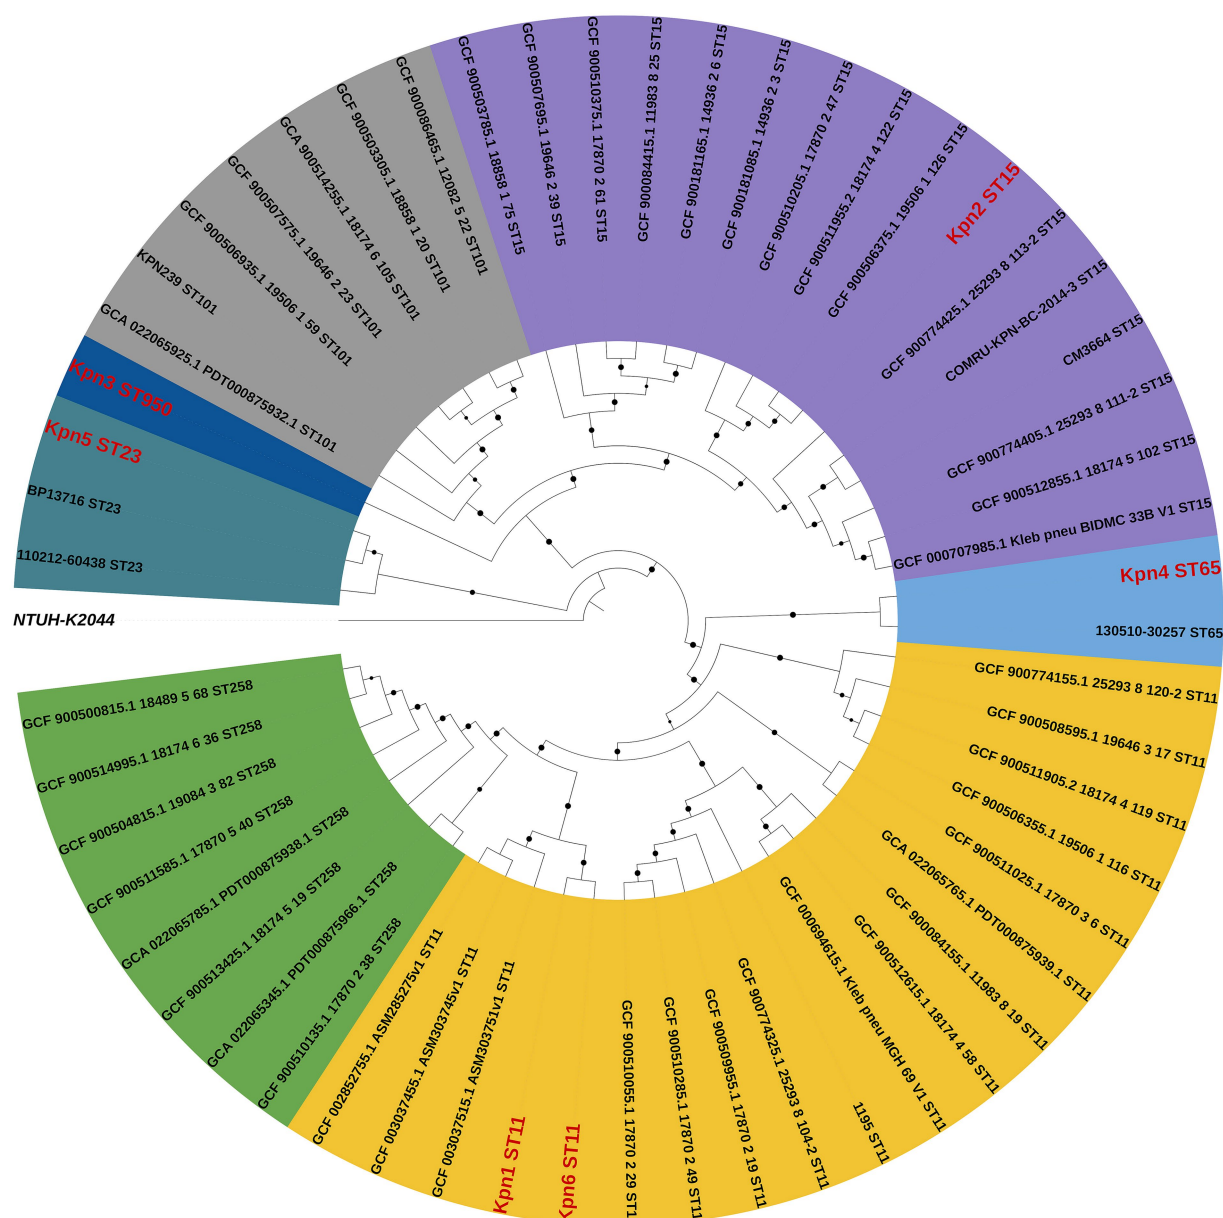 GCF 900503785.1 18858 1 75 ST15
GCF 900507695.1 19646 2 39 ST15
GCF 900510375.1 17870 2 61 ST15
GCF 900084415.1 11983 8 25 ST15
GCF 900181165.1 14936 2 6 ST15
GCF 900181085.1 14936 2 3 ST15
GCF 900510205.1 17870 2 47 ST15
GCF 900511955.2 18174 4 122 ST15
GCF 900506375.1 19506 1 126 ST15
Kpn2 ST15
GCF 900774425.1 25293 8 113-2 ST15
COMRU-KPN-BC-2014-3 ST15
CM3664 ST15
GCF 900774405.1 25293 8 111-2 ST15
GCF 900512855.1 18174 5 102 ST15
GCF 000707985.1 Kleb pneu BIDMC 33B V1 ST15
Kpn4 ST65
130510-30257 ST65
GCF 900774155.1 25293 8 120-2 ST11
GCF 900508595.1 19646 3 17 ST11
GCF 900511905.2 18174 4 119 ST11
GCF 900506355.1 19506 1 116 ST11
GCF 900511025.1 17870 3 6 ST11
GCA 022065765.1 PDT000875939.1 ST11
GCF 900084155.1 11983 8 19 ST11
GCF 900512615.1 18174 4 58 ST11
GCF 000694615.1 Kleb pneu MGH 69 V1 ST11
1195 ST11
GCF 900774325.1 25293 8 104-2 ST11
GCF 900509955.1 17870 2 19 ST11
GCF 900510285.1 17870 2 49 ST11
GCF 900510055.1 17870 2 29 ST1
Kpn6 ST11
Kpn1 ST11
GCF 003037515.1 ASM303751v1 ST11
GCF 003037455.1 ASM303745v1 ST11
GCF 002852755.1 ASM285275v1 ST11
GCF 900510135.1 17870 2 38 ST258
GCA 022065345.1 PDT000875966.1 ST258
GCF 900513425.1 18174 5 19 ST258
GCA 022065785.1 PDT000875938.1 ST258
GCF 900511585.1 17870 5 40 ST258
GCF 900504815.1 19084 3 82 ST258
GCF 900514995.1 18174 6 36 ST258
GCF 900500815.1 18489 5 68 ST258
NTUH-K2044
110212-60438 ST23
BP13716 ST23
Kpn5 ST23
Kpn3 ST950
GCA 022065925.1 PDT000875932.1 ST101
KPN239 ST101
GCF 900506935.1 19506 1 59 ST101
GCF 900507575.1 19646 2 23 ST101
GCA 900514255.1 18174 6 105 ST101
GCF 900503305.1 18858 1 20 ST101
GCF 900086465.1 12082 5 22 ST101